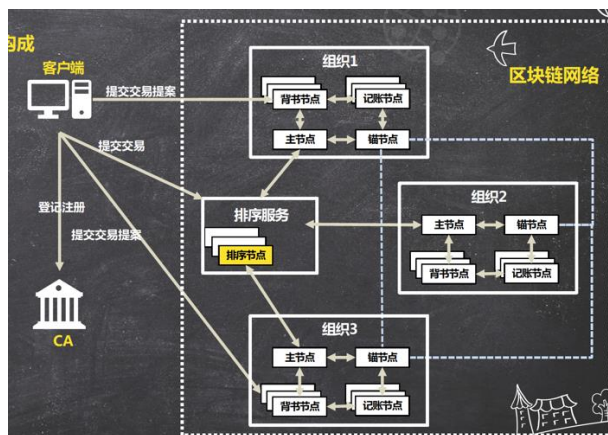 构成
客户端
组织1
区块链网络
提交交易提案
背书节点
记账节点
提交交易
主节点
锚节点
组织2
登记注册
排序服务
主节点
锚节点
提交交易提案
排序节点
背书节点
记账节点
组织3
CA
主节点
锚节点
背书节点
记账节点